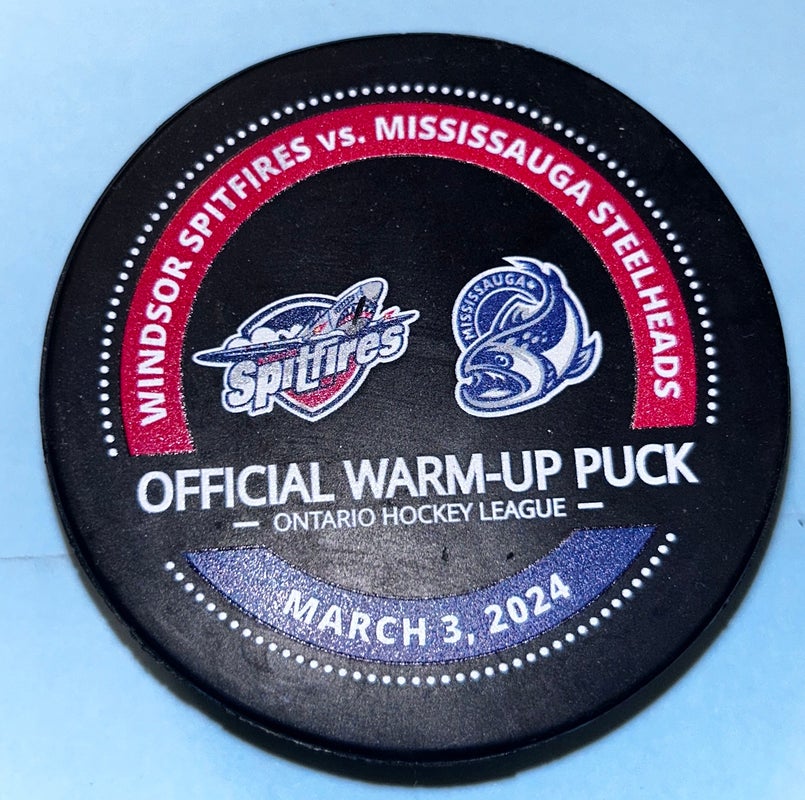 WINDSOR SPITFIRES vs. MISSISSAUGA STEELHEADS
Spitfires
MISSISSAUGA
OFFICIAL WARM-UP PUCK
— ONTARIO HOCKEY LEAGUE —
MARCH 3, 2024